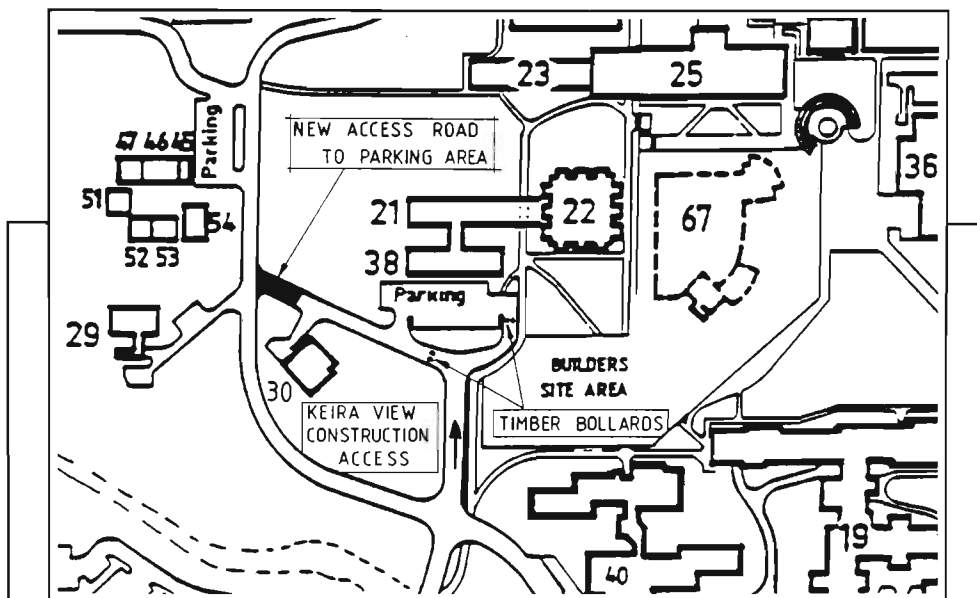 23
25
Parking
47 46 45
NEW ACCESS ROAD
TO PARKING AREA
36
51
21
22
67
54
52 53
38
Parking
29
30
BUILDERS
SITE AREA
KEIRA VIEW
CONSTRUCTION
ACCESS
TIMBER BOLLARDS
19
40